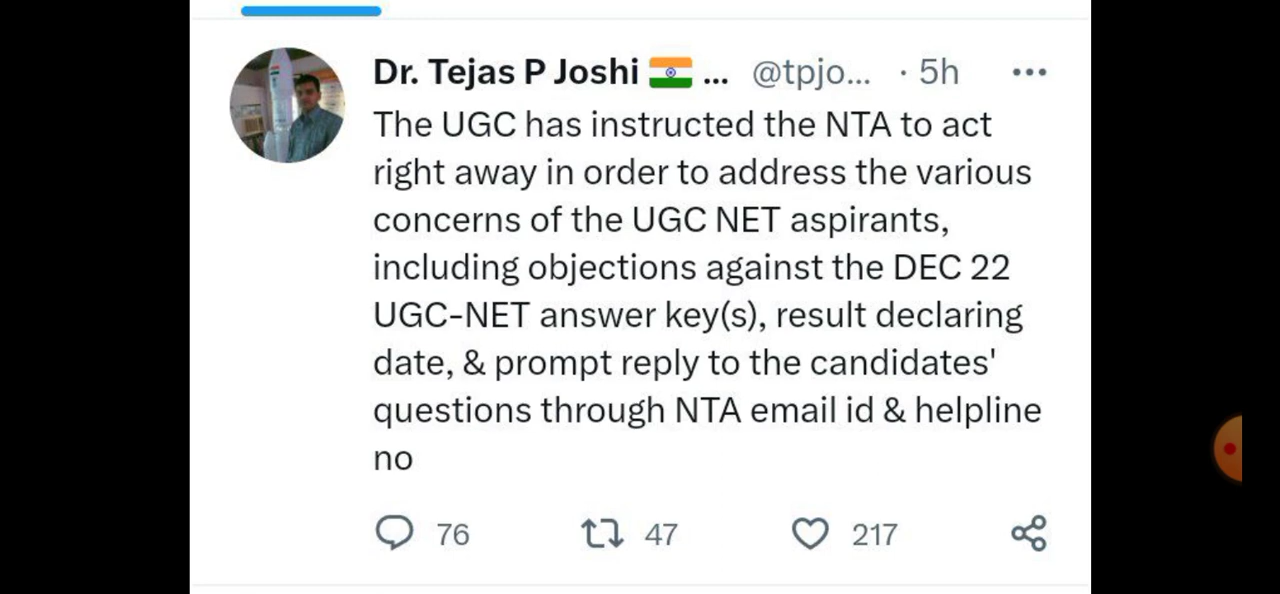 Dr. Tejas P Joshi 🇮🇳 ... @tpjo... · 5h
The UGC has instructed the NTA to act
right away in order to address the various
concerns of the UGC NET aspirants,
including objections against the DEC 22
UGC-NET answer key(s), result declaring
date, & prompt reply to the candidates'
questions through NTA email id & helpline
no
76 47 217